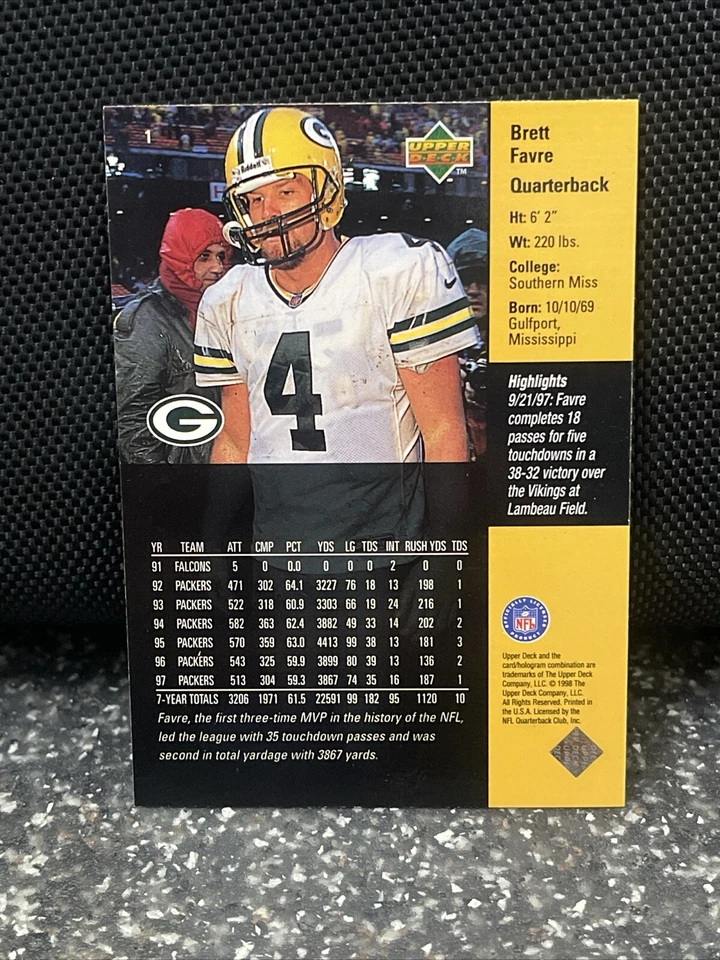 1
Riddell
UPPER
DECK
TM
4
4
G
Brett
Favre
Quarterback
Ht: 6' 2"
Wt: 220 lbs.
College:
Southern Miss
Born: 10/10/69
Gulfport,
Mississippi
Highlights
9/21/97: Favre
completes 18
passes for five
touchdowns in a
38-32 victory over
the Vikings at
Lambeau Field.
YR TEAM ATT CMP PCT YDS LG TDS INT RUSH YDS TDS
91 FALCONS 5 0 0.0 0 0 0 2 0 0
92 PACKERS 471 302 64.1 3227 76 18 13 198 1
93 PACKERS 522 318 60.9 3303 66 19 24 216 1
94 PACKERS 582 363 62.4 3882 49 33 14 202 2
95 PACKERS 570 359 63.0 4413 99 38 13 181 3
96 PACKERS 543 325 59.9 3899 80 39 13 136 2
97 PACKERS 513 304 59.3 3867 74 35 16 187 1
7-YEAR TOTALS 3206 1971 61.5 22591 99 182 95 1120 10
Favre, the first three-time MVP in the history of the NFL,
led the league with 35 touchdown passes and was
second in total yardage with 3867 yards.
OFFICIALLY LICENSED
NFL
PRODUCT
Upper Deck and the
card/hologram combination are
trademarks of The Upper Deck
Company, LLC. © 1998 The
Upper Deck Company, LLC.
All Rights Reserved. Printed in
the U.S.A. Licensed by the
NFL Quarterback Club, Inc.